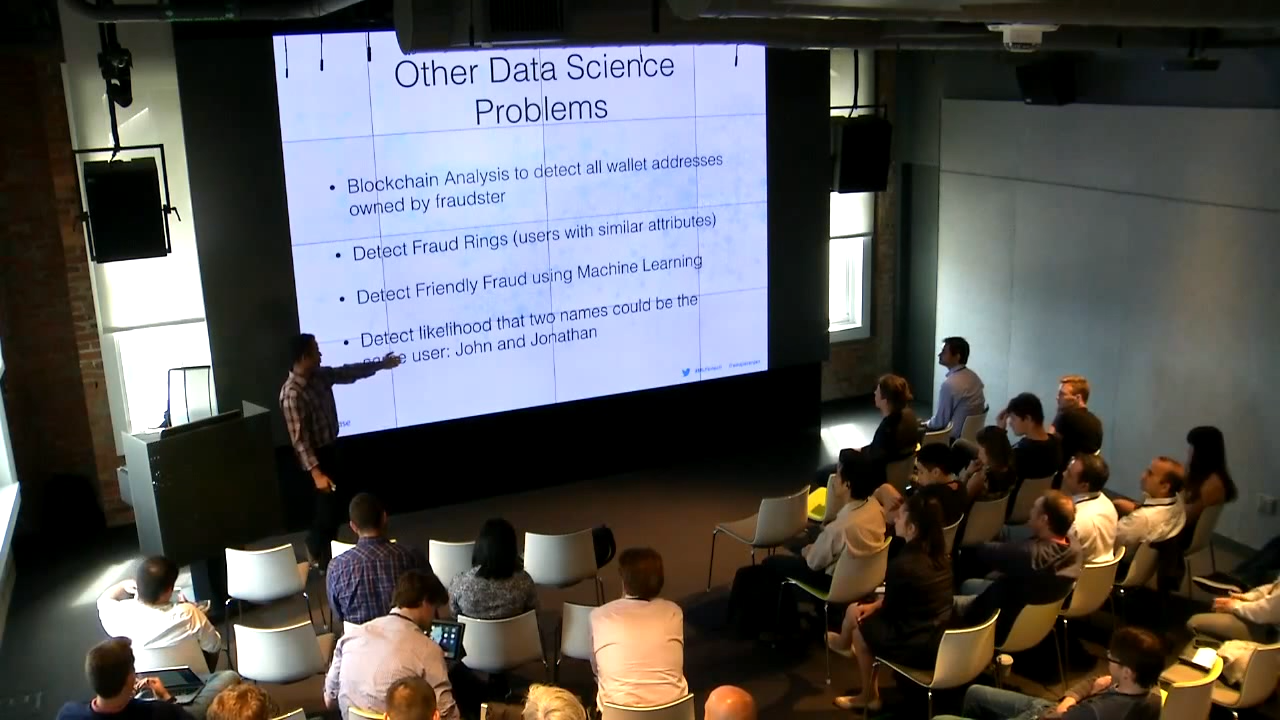 Other Data Science
Problems
• Blockchain Analysis to detect all wallet addresses
owned by fraudster
• Detect Fraud Rings (users with similar attributes)
• Detect Friendly Fraud using Machine Learning
• Detect likelihood that two names could be the
same user: John and Jonathan